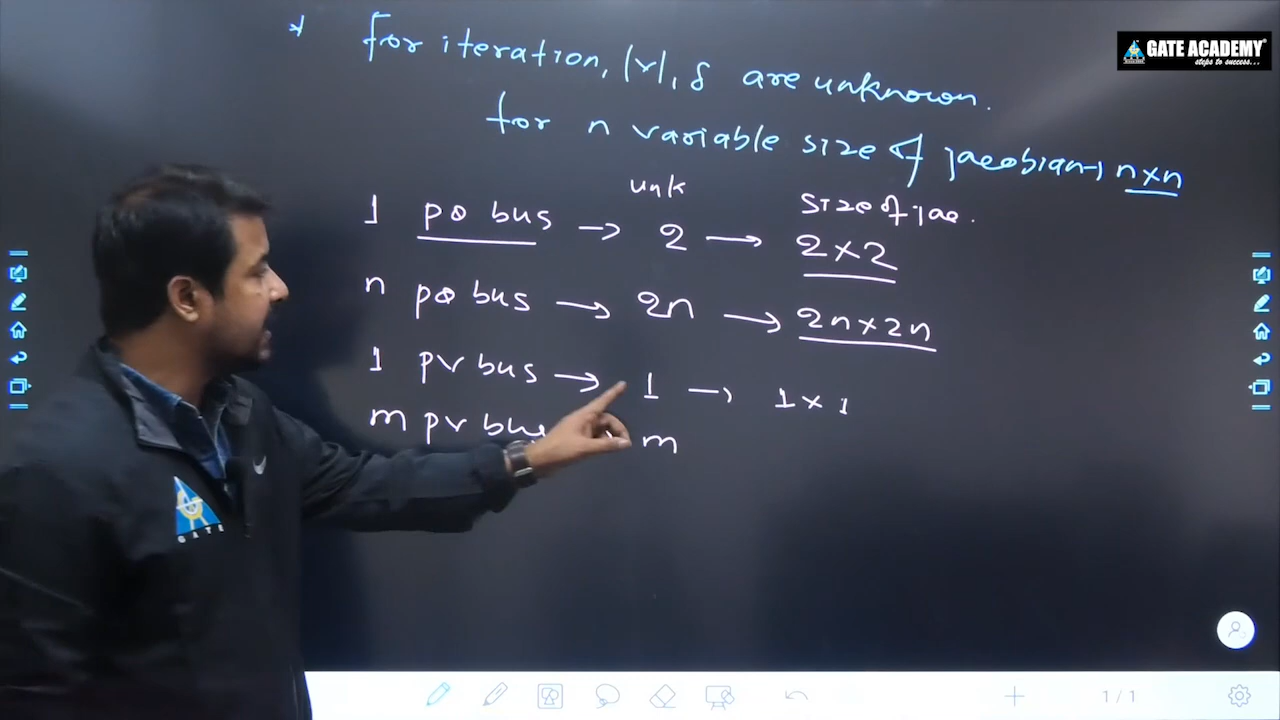 GATE ACADEMY
steps to success...
* for iteration, |V|, δ are unknown.
for n variable size of jacobian → n×n
unk size of jac.
1 PQ bus → 2 → 2×2
n PQ bus → 2n → 2n×2n
1 PV bus → 1 → 1×1
m PV bus m
GATE
1/1